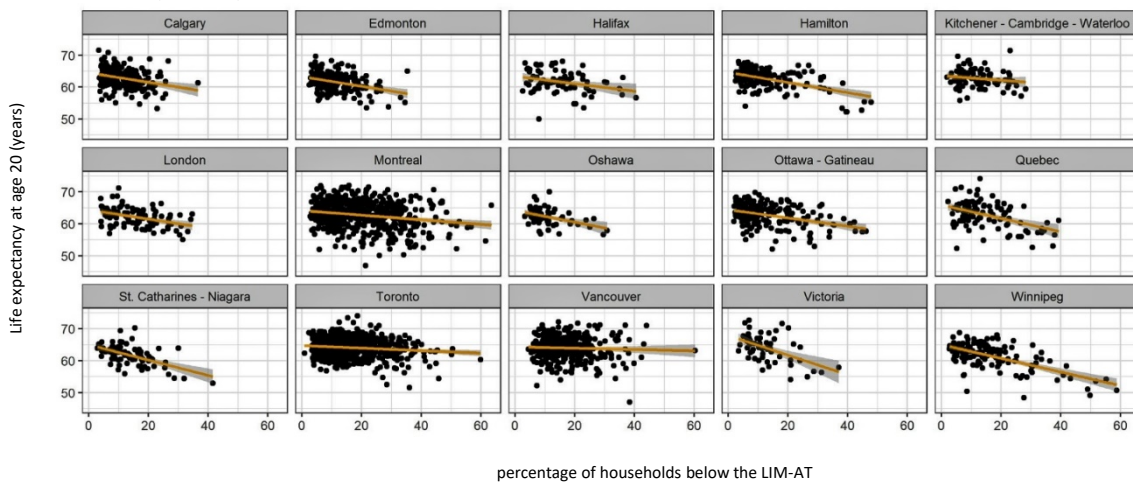 Life expectancy at age 20 (years)
Calgary
Edmonton
Halifax
Hamilton
Kitchener - Cambridge - Waterloo
70
60
50
London
Montreal
Oshawa
Ottawa - Gatineau
Quebec
70
60
50
St. Catharines - Niagara
Toronto
Vancouver
Victoria
Winnipeg
70
60
50
0 20 40 60 0 20 40 60 0 20 40 60 0 20 40 60 0 20 40 60
percentage of households below the LIM-AT